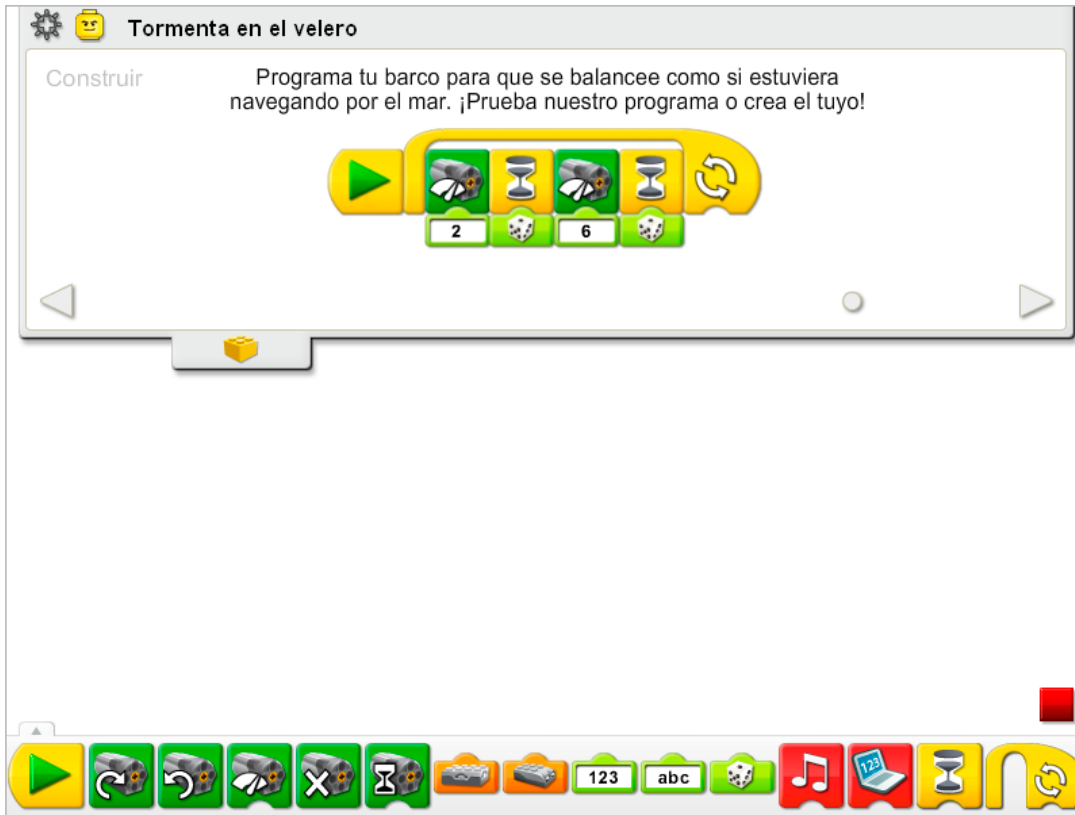 Tormenta en el velero
Construir
Programa tu barco para que se balancee como si estuviera
navegando por el mar. ¡Prueba nuestro programa o crea el tuyo!
2
6
123
abc
123